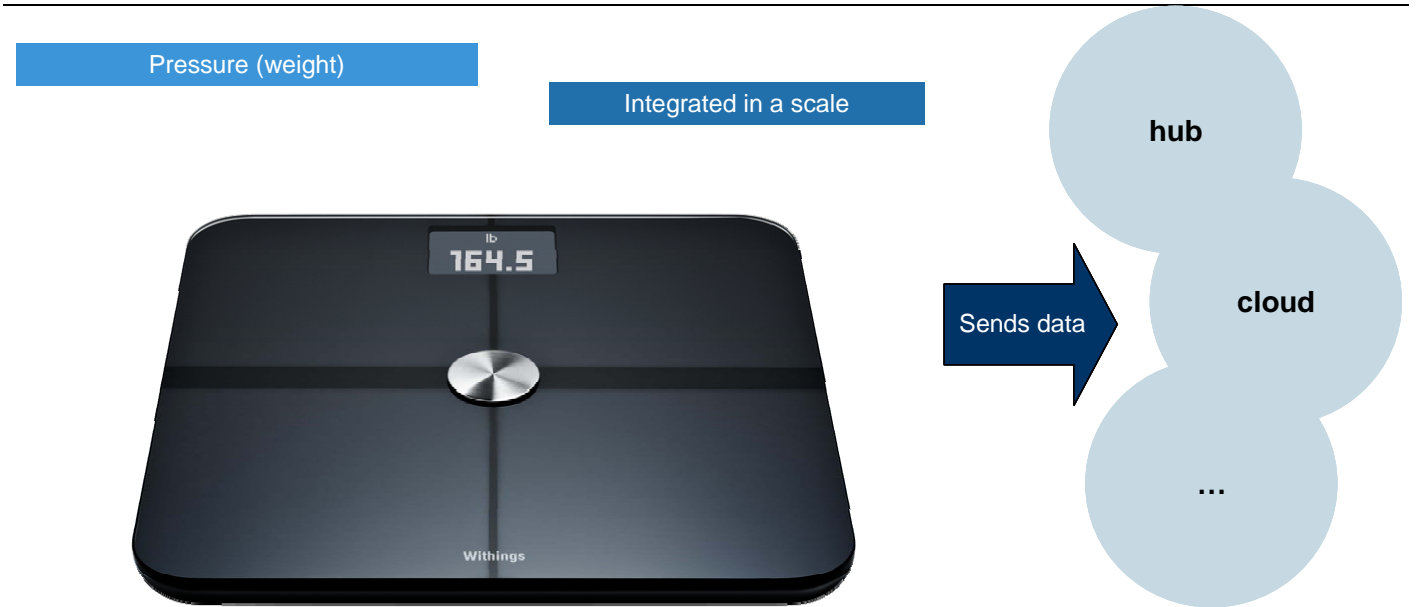 Pressure (weight)
Integrated in a scale
hub
lb
164.5
Sends data
cloud
…
Withings